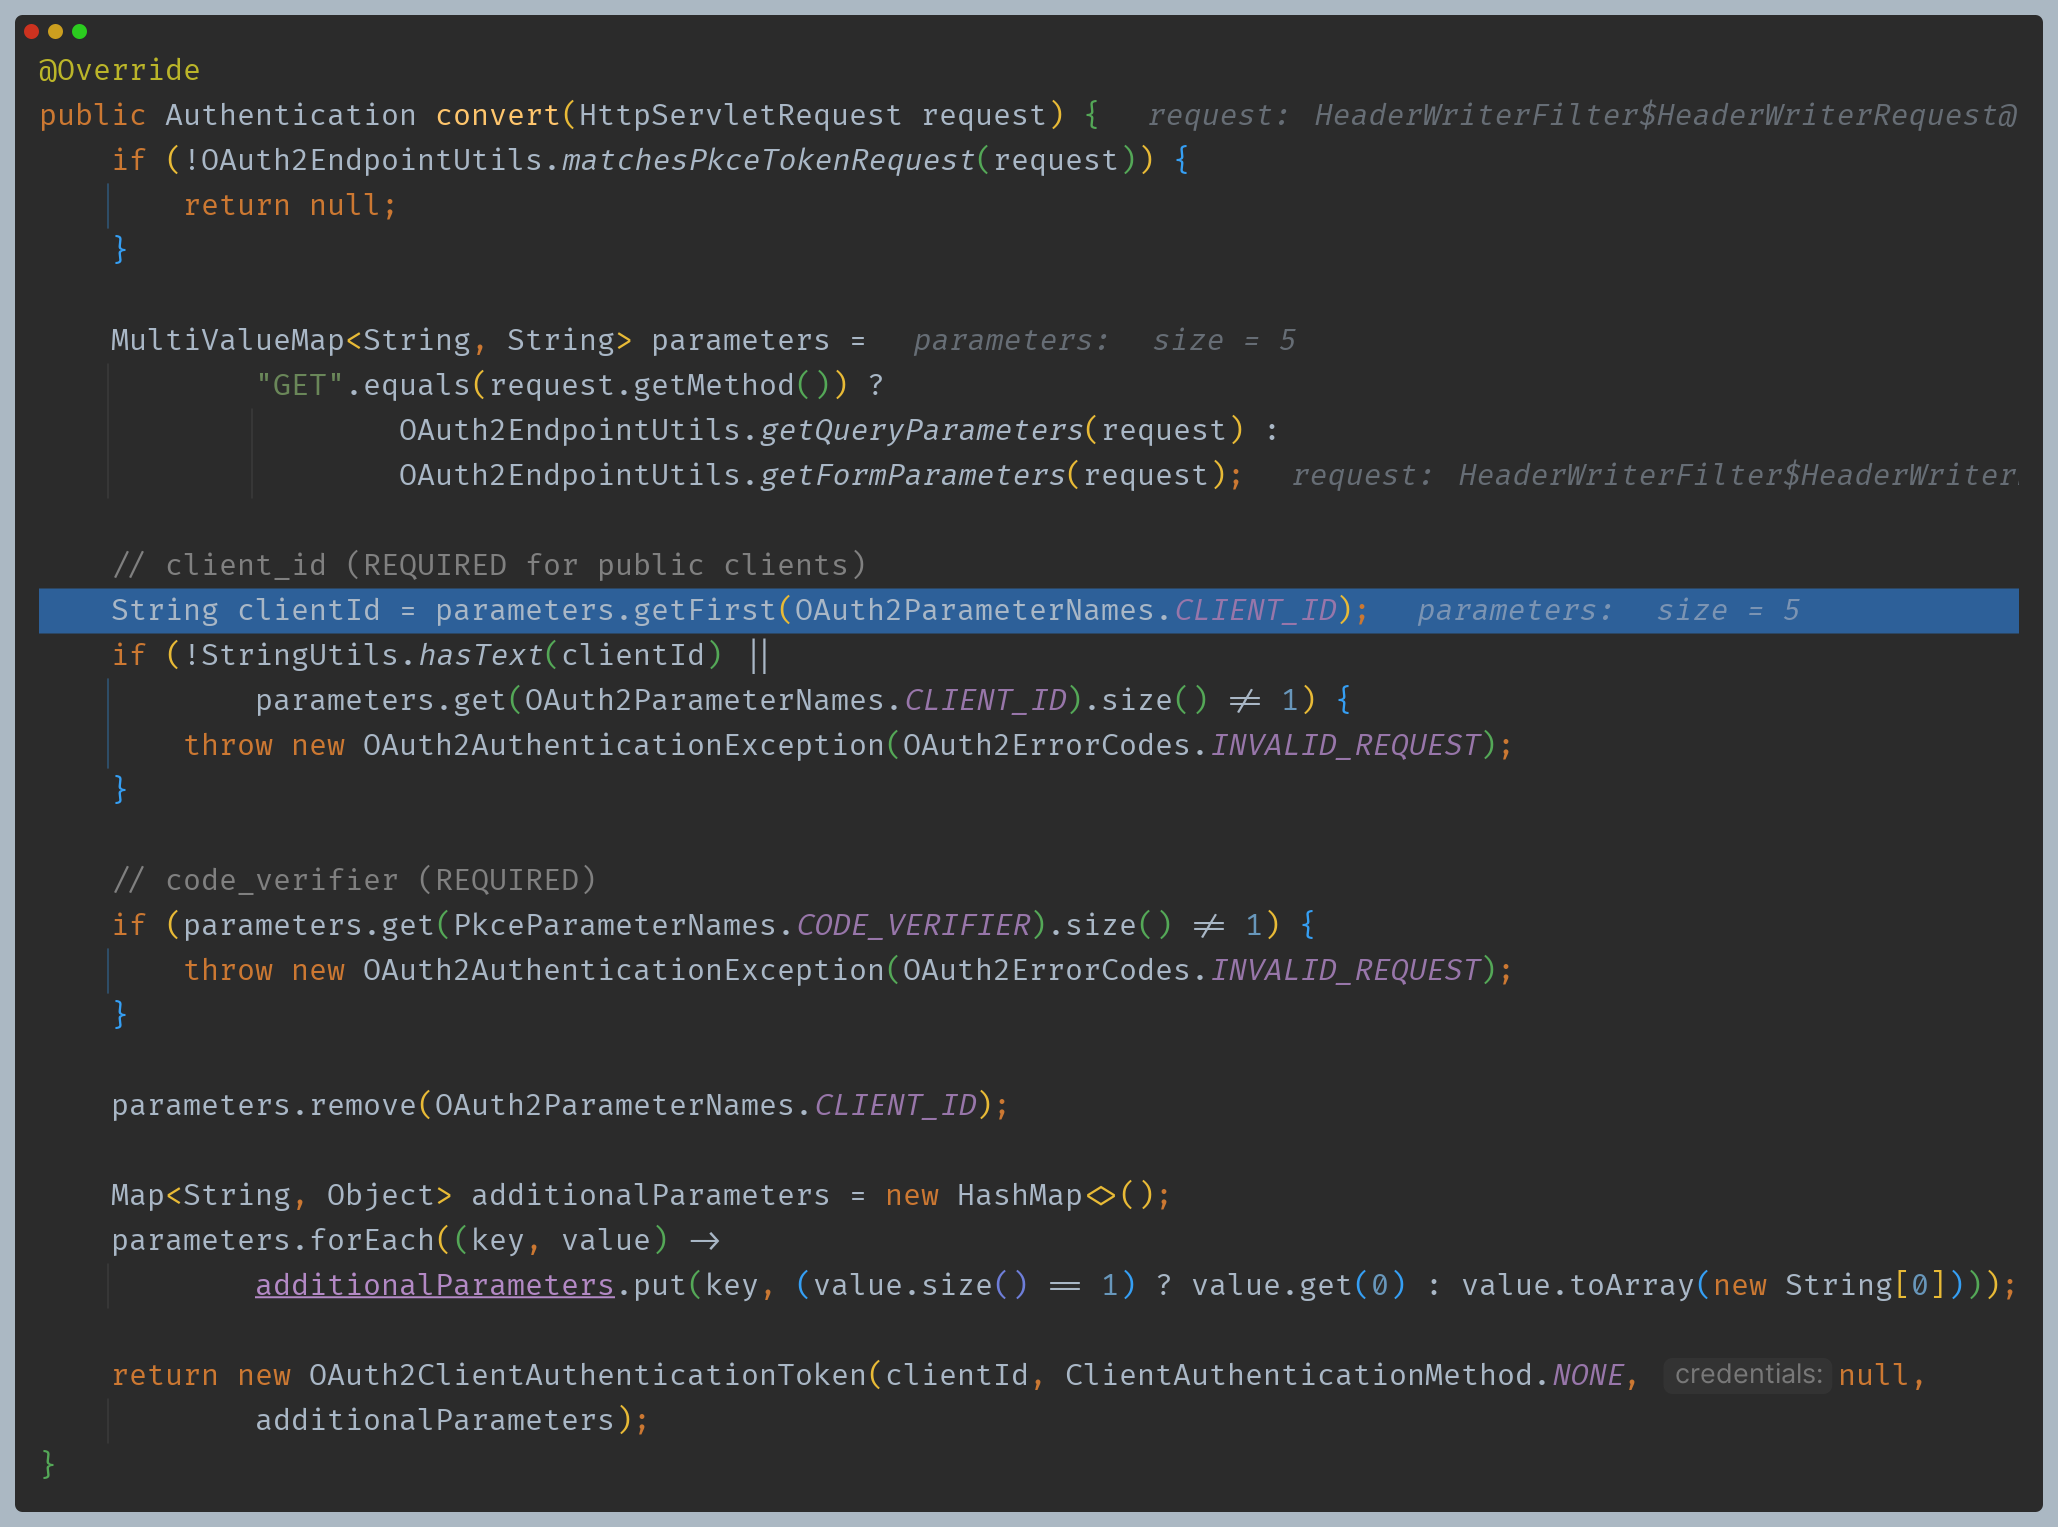 @Override
public Authentication convert(HttpServletRequest request) {   request: HeaderWriterFilter$HeaderWriterRequest@
    if (!OAuth2EndpointUtils.matchesPkceTokenRequest(request)) {
        return null;
    }

    MultiValueMap<String, String> parameters =   parameters:  size = 5
            "GET".equals(request.getMethod()) ?
                    OAuth2EndpointUtils.getQueryParameters(request) :
                    OAuth2EndpointUtils.getFormParameters(request);   request: HeaderWriterFilter$HeaderWriter

    // client_id (REQUIRED for public clients)
    String clientId = parameters.getFirst(OAuth2ParameterNames.CLIENT_ID);   parameters:  size = 5
    if (!StringUtils.hasText(clientId) ||
            parameters.get(OAuth2ParameterNames.CLIENT_ID).size() != 1) {
        throw new OAuth2AuthenticationException(OAuth2ErrorCodes.INVALID_REQUEST);
    }

    // code_verifier (REQUIRED)
    if (parameters.get(PkceParameterNames.CODE_VERIFIER).size() != 1) {
        throw new OAuth2AuthenticationException(OAuth2ErrorCodes.INVALID_REQUEST);
    }

    parameters.remove(OAuth2ParameterNames.CLIENT_ID);

    Map<String, Object> additionalParameters = new HashMap<>();
    parameters.forEach((key, value) ->
            additionalParameters.put(key, (value.size() == 1) ? value.get(0) : value.toArray(new String[0])));

    return new OAuth2ClientAuthenticationToken(clientId, ClientAuthenticationMethod.NONE, credentials: null,
            additionalParameters);
}